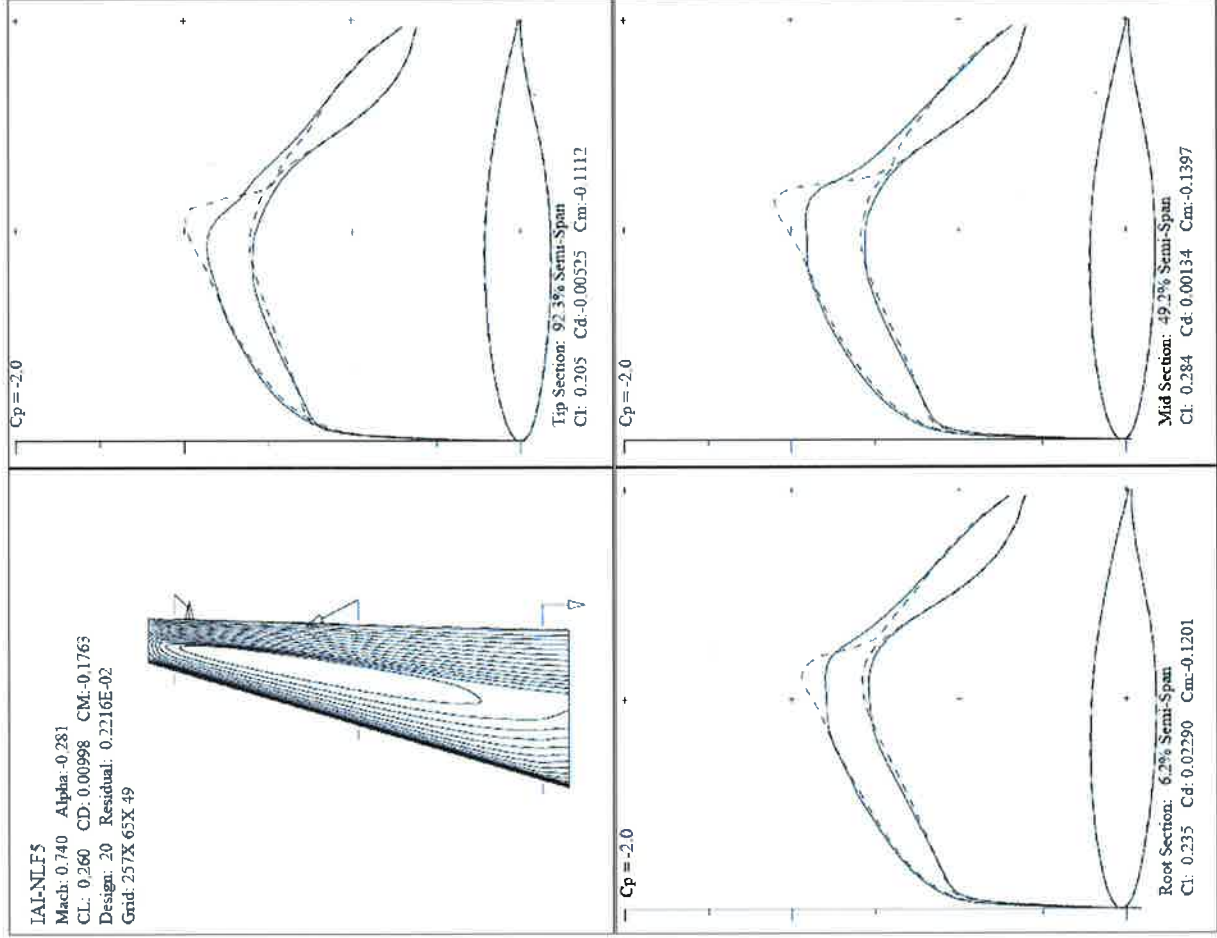 IAI-NLF5
Mach: 0.740 Alpha:-0.281
CL: 0.260 CD: 0.00998 CM:-0.1763
Design: 20 Residual: 0.2216E-02
Grid: 257X 65X 49
Cp = -2.0
Tip Section: 92.3% Semi-Span
Cl: 0.205 Cd:-0.00525 Cm:-0.1112
Cp = -2.0
Root Section: 6.2% Semi-Span
Cl: 0.235 Cd: 0.02290 Cm:-0.1201
Cp = -2.0
Mid Section: 49.2% Semi-Span
Cl: 0.284 Cd: 0.00134 Cm:-0.1397